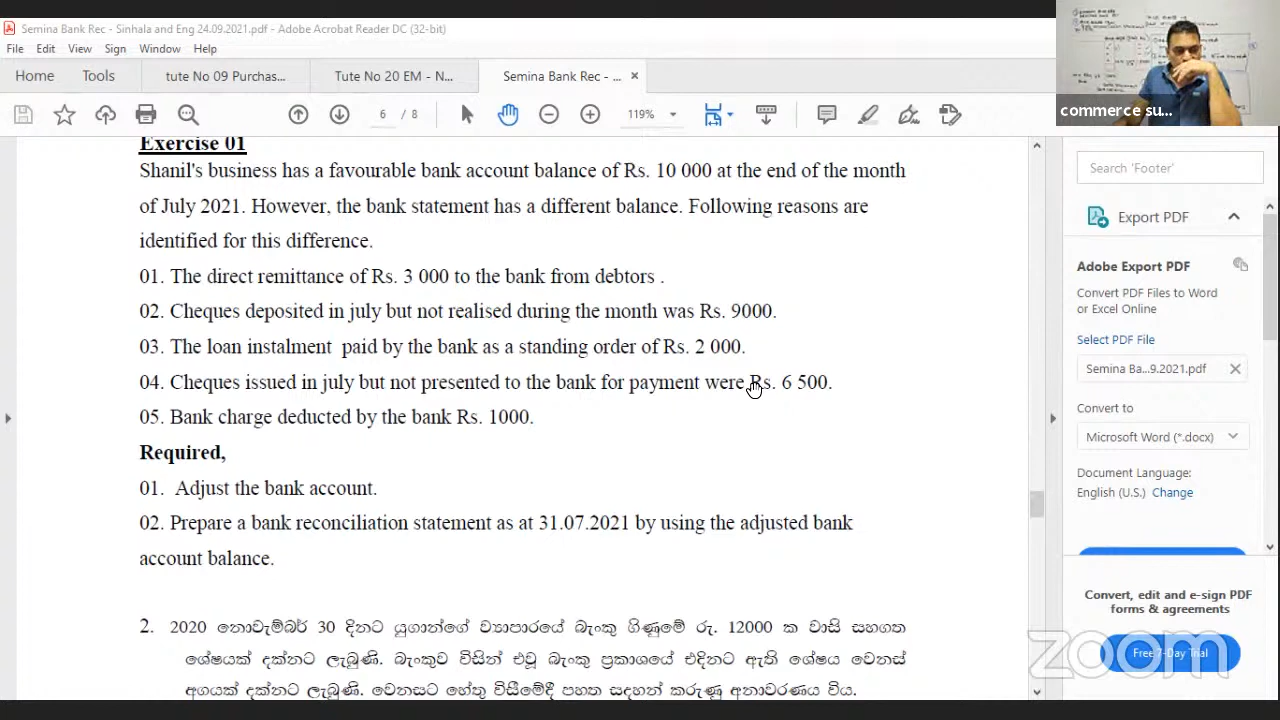 Semina Bank Rec - Sinhala and Eng 24.09.2021.pdf - Adobe Acrobat Reader DC (32-bit)
File Edit View Sign Window Help
Home Tools tute No 09 Purchas... Tute No 20 EM - N... Semina Bank Rec - ... ×
6 / 8 119%
commerce su...
Exercise 01
Shanil's business has a favourable bank account balance of Rs. 10 000 at the end of the month
of July 2021. However, the bank statement has a different balance. Following reasons are
identified for this difference.
01. The direct remittance of Rs. 3 000 to the bank from debtors .
02. Cheques deposited in july but not realised during the month was Rs. 9000.
03. The loan instalment paid by the bank as a standing order of Rs. 2 000.
04. Cheques issued in july but not presented to the bank for payment were Rs. 6 500.
05. Bank charge deducted by the bank Rs. 1000.
Required,
01. Adjust the bank account.
02. Prepare a bank reconciliation statement as at 31.07.2021 by using the adjusted bank
account balance.
2. 2020 නොවැම්බර් 30 දිනට යුගාන්ගේ ව්‍යාපාරයේ බැංකු ගිණුමේ රු. 12000 ක වාසි සහගත
ශේෂයක් දක්නට ලැබුණි. බැංකුව විසින් එවූ බැංකු ප්‍රකාශයේ එදිනට ඇති ශේෂය වෙනස්
අගයක් දක්නට ලැබුණි. වෙනසට හේතු විසීමේදී පහත සදහන් කරුණු අනාවරණය විය.
Search 'Footer'
Export PDF
Adobe Export PDF
Convert PDF Files to Word
or Excel Online
Select PDF File
Semina Ba...9.2021.pdf
Convert to
Microsoft Word (*.docx)
Document Language:
English (U.S.) Change
Convert, edit and e-sign PDF
forms & agreements
Free 7-Day Trial
zoom